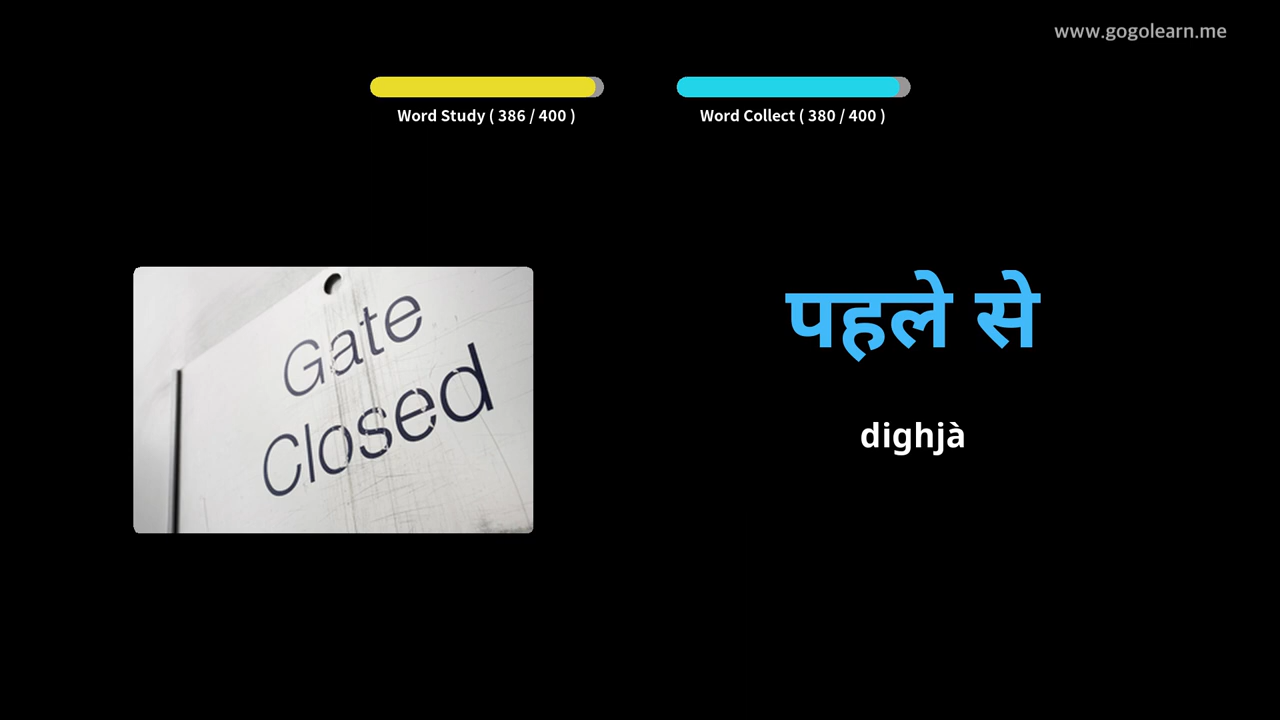 www.gogolearn.me
Word Study ( 386 / 400 )
Word Collect ( 380 / 400 )
Gate
Closed
पहले से
dighjà